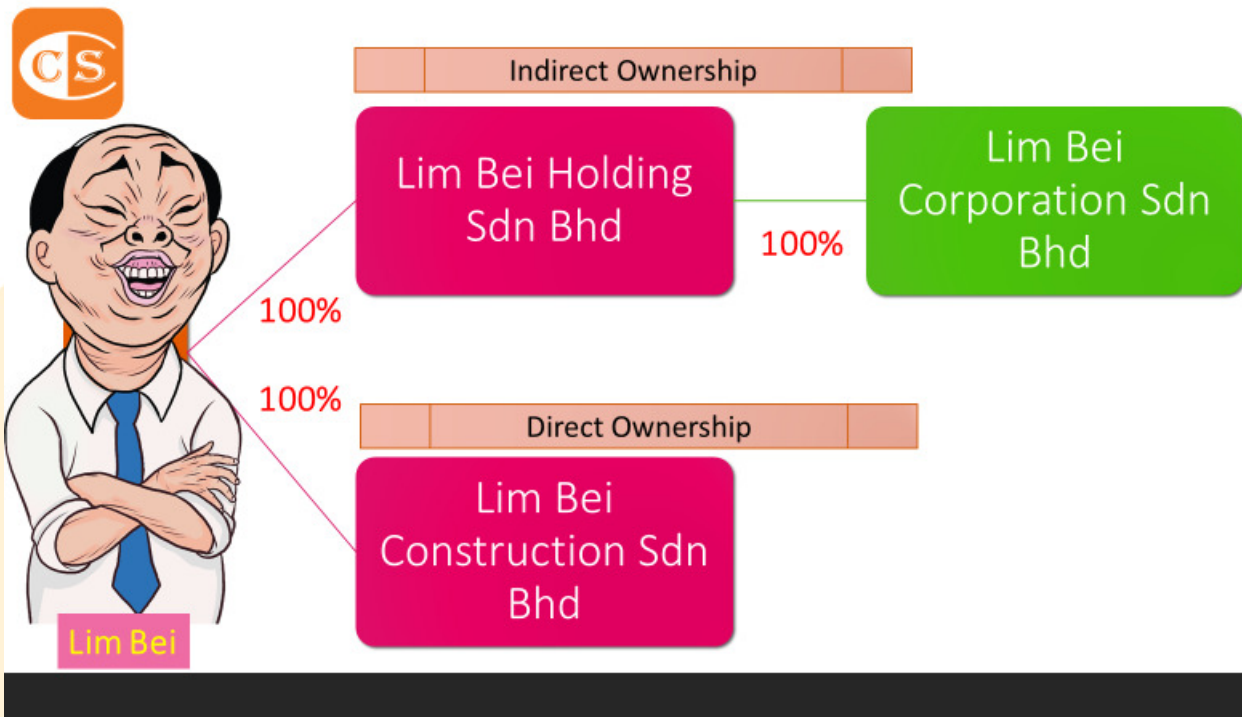 CS
Indirect Ownership
Lim Bei Holding
Sdn Bhd
100%
Lim Bei
Corporation Sdn
Bhd
100%
100%
Direct Ownership
Lim Bei
Construction Sdn
Bhd
Lim Bei